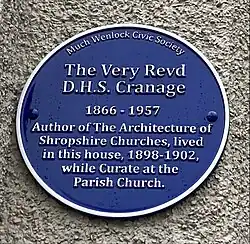 Much Wenlock Civic Society
The Very Revd
D.H.S. Cranage
1866 - 1957
Author of The Architecture of
Shropshire Churches, lived
in this house, 1898-1902,
while Curate at the
Parish Church.